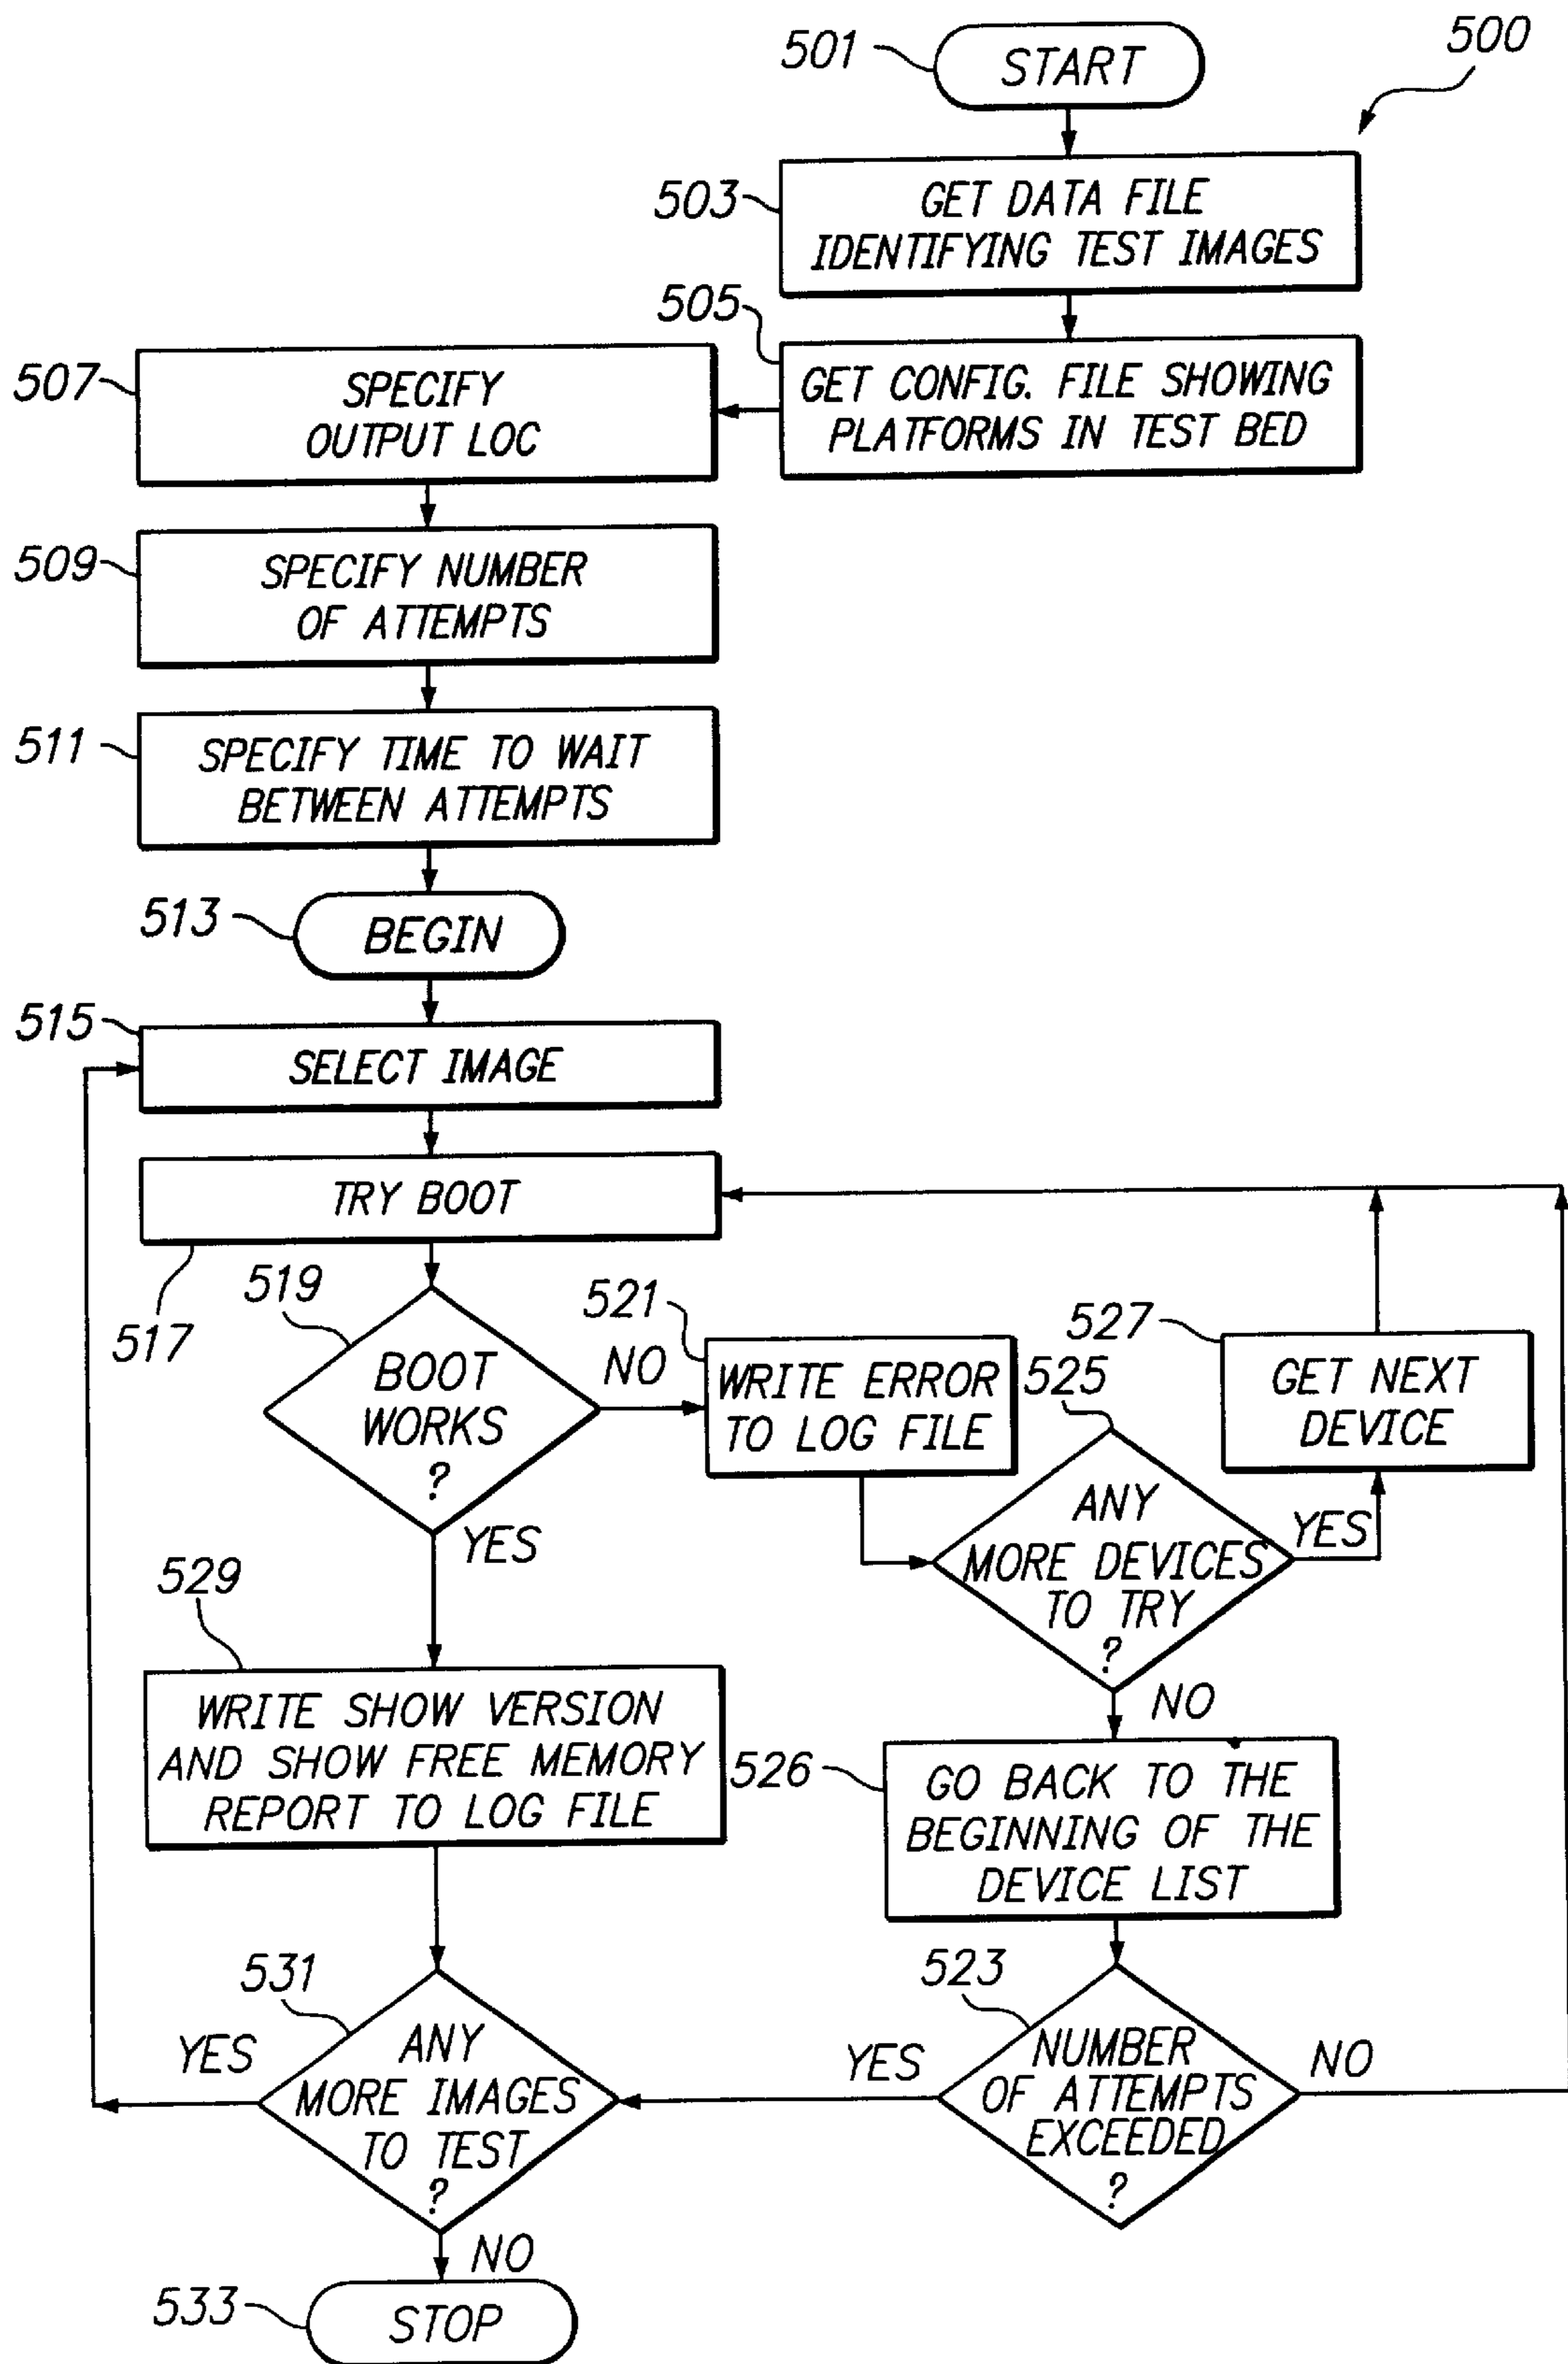 500
501
START
503
GET DATA FILE
IDENTIFYING TEST IMAGES
505
GET CONFIG. FILE SHOWING
PLATFORMS IN TEST BED
507
SPECIFY
OUTPUT LOC
509
SPECIFY NUMBER
OF ATTEMPTS
511
SPECIFY TIME TO WAIT
BETWEEN ATTEMPTS
513
BEGIN
515
SELECT IMAGE
TRY BOOT
517
519
BOOT
WORKS
?
NO
YES
521
WRITE ERROR
TO LOG FILE
525
ANY
MORE DEVICES
TO TRY
?
YES
NO
527
GET NEXT
DEVICE
529
WRITE SHOW VERSION
AND SHOW FREE MEMORY
REPORT TO LOG FILE
526
GO BACK TO THE
BEGINNING OF THE
DEVICE LIST
523
NUMBER
OF ATTEMPTS
EXCEEDED
?
YES
NO
531
ANY
MORE IMAGES
TO TEST
?
YES
NO
533
STOP